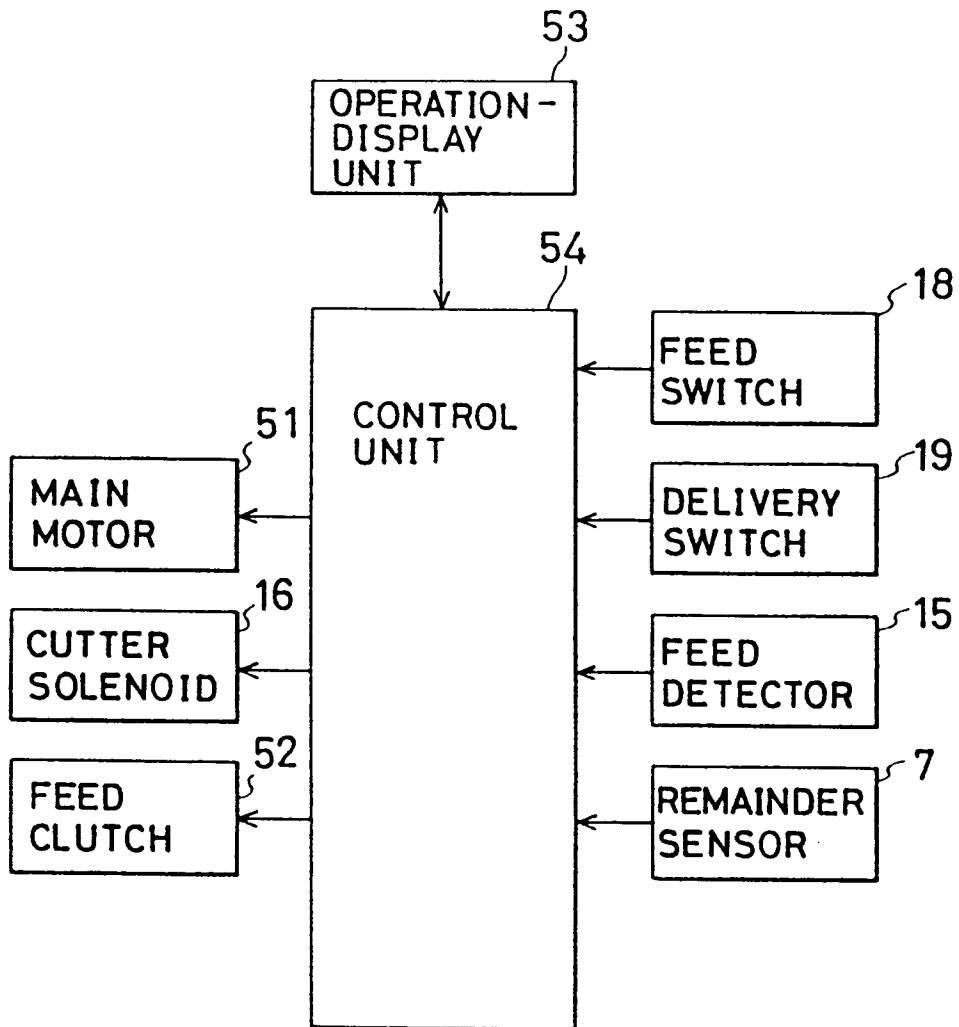 53
OPERATION-
DISPLAY
UNIT
54
CONTROL
UNIT
18
FEED
SWITCH
51
MAIN
MOTOR
19
DELIVERY
SWITCH
16
CUTTER
SOLENOID
15
FEED
DETECTOR
52
FEED
CLUTCH
7
REMAINDER
SENSOR